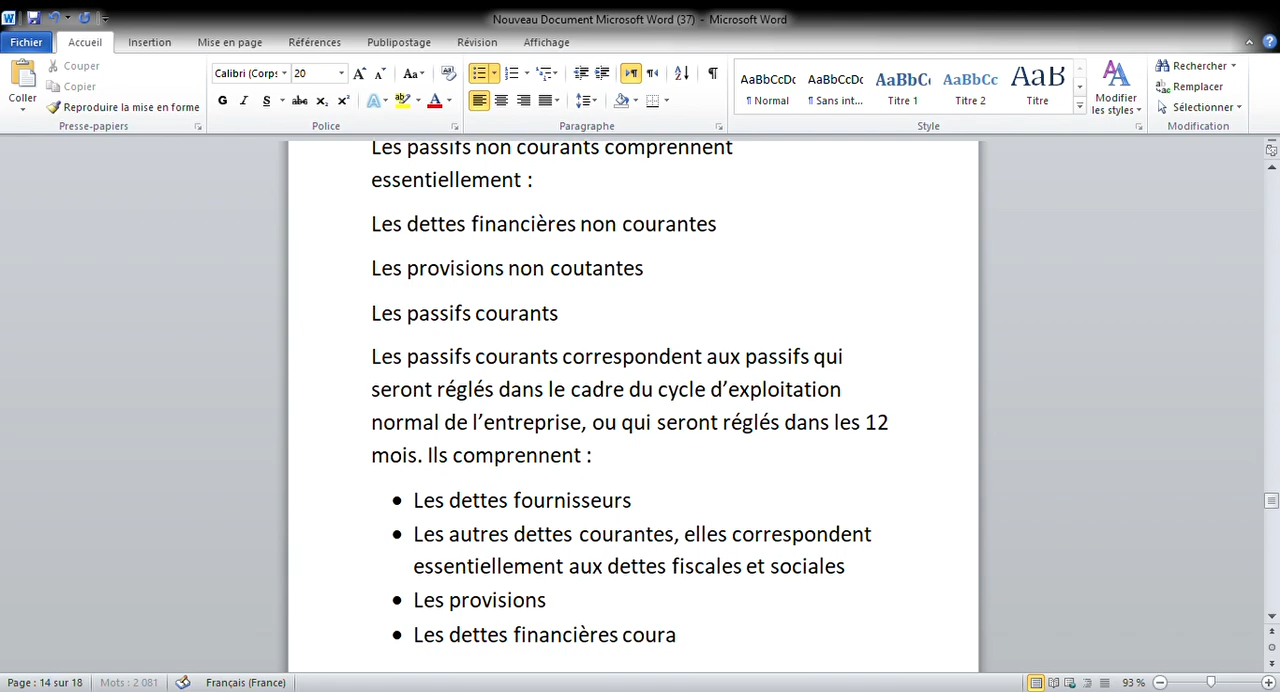 Nouveau Document Microsoft Word (37) - Microsoft Word
Fichier Accueil Insertion Mise en page Références Publipostage Révision Affichage
Coller
Couper
Copier
Reproduire la mise en forme
Presse-papiers
Calibri (Corps 20
G I S abc x₂ x²
Police
Paragraphe
AaBbCcDc AaBbCcDc AaBbC AaBbCc AaB
¶ Normal ¶ Sans int... Titre 1 Titre 2 Titre
Modifier les styles
Style
Rechercher
Remplacer
Sélectionner
Modification
Les passifs non courants comprennent
essentiellement :
Les dettes financières non courantes
Les provisions non coutantes
Les passifs courants
Les passifs courants correspondent aux passifs qui
seront réglés dans le cadre du cycle d’exploitation
normal de l’entreprise, ou qui seront réglés dans les 12
mois. Ils comprennent :
• Les dettes fournisseurs
• Les autres dettes courantes, elles correspondent
essentiellement aux dettes fiscales et sociales
• Les provisions
• Les dettes financières coura
Page : 14 sur 18 Mots : 2 081 Français (France) 93 %